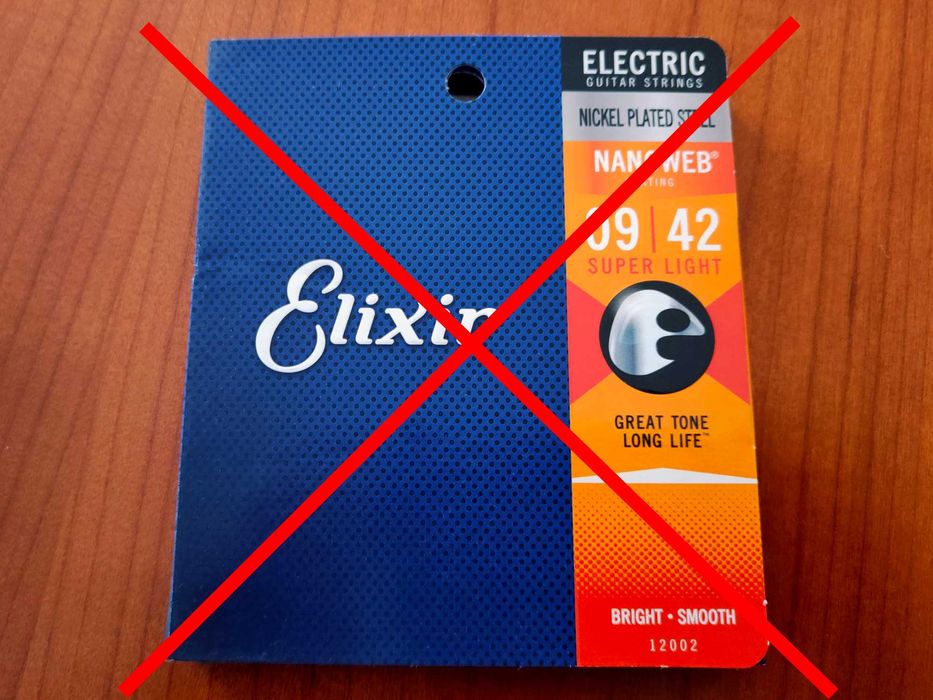 Elixir
ELECTRIC
GUITAR STRINGS
NICKEL PLATED STEEL
NANOWEB®
09 | 42
SUPER LIGHT
GREAT TONE
LONG LIFE™
BRIGHT • SMOOTH
12002